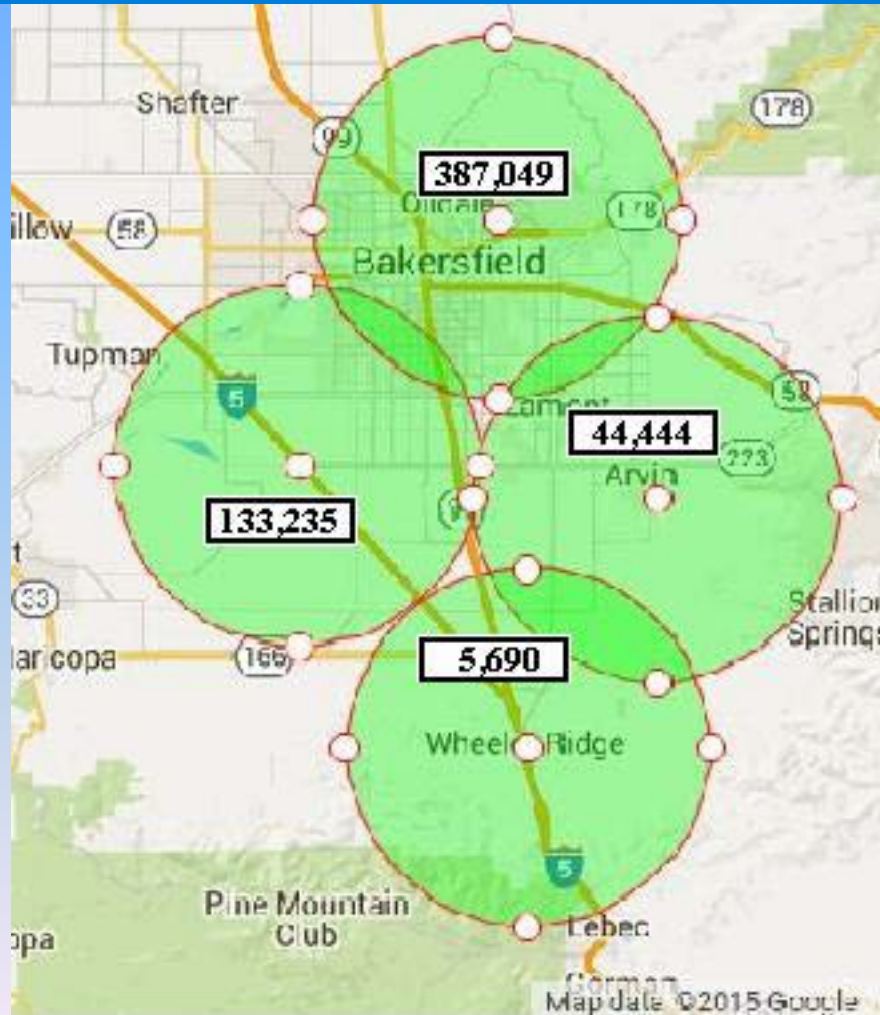 Shafter
178
99
387,049
Oildale
178
illow
58
Bakersfield
Tupman
5
58
Lamont
44,444
223
Arvin
133,235
t
33
Stallion
Springs
laricopa
166
5,690
Wheeler Ridge
5
Pine Mountain
Club
opa
Lebec
Gorman
Map data ©2015 Google